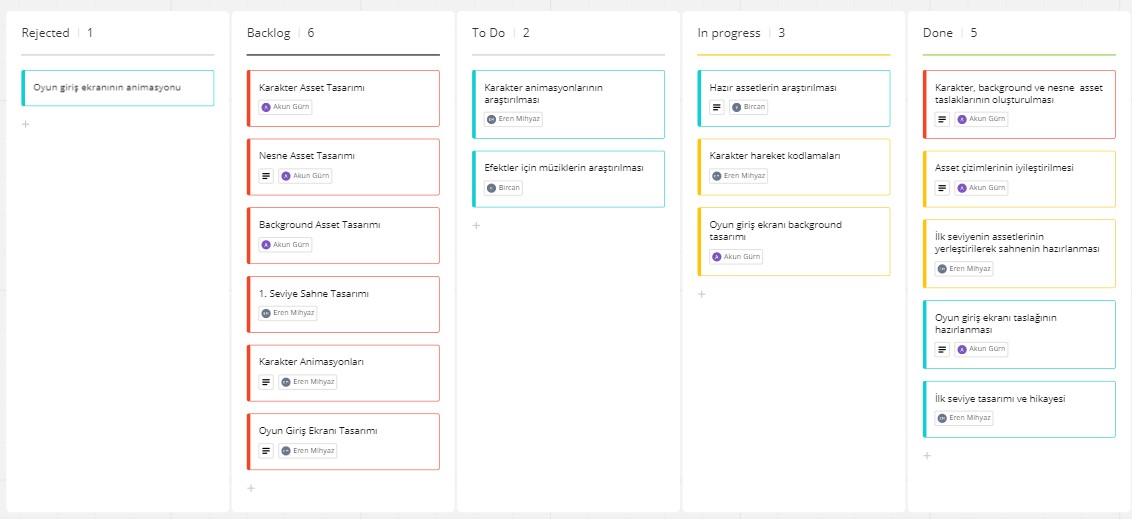 Rejected 1
Oyun giriş ekranının animasyonu
+
Backlog 6
Karakter Asset Tasarımı
A Akun Gürn
Nesne Asset Tasarımı
A Akun Gürn
Background Asset Tasarımı
A Akun Gürn
1. Seviye Sahne Tasarımı
Eren Mihyaz
Karakter Animasyonları
Eren Mihyaz
Oyun Giriş Ekranı Tasarımı
Eren Mihyaz
+
To Do 2
Karakter animasyonlarının
araştırılması
Eren Mihyaz
Efektler için müziklerin araştırılması
Bircan
+
In progress 3
Hazır assetlerin araştırılması
Bircan
Karakter hareket kodlamaları
Eren Mihyaz
Oyun giriş ekranı background
tasarımı
A Akun Gürn
+
Done 5
Karakter, background ve nesne asset
taslaklarının oluşturulması
A Akun Gürn
Asset çizimlerinin iyileştirilmesi
A Akun Gürn
İlk seviyenin assetlerinin
yerleştirilerek sahnenin hazırlanması
Eren Mihyaz
Oyun giriş ekranı taslağının
hazırlanması
A Akun Gürn
İlk seviye tasarımı ve hikayesi
Eren Mihyaz
+